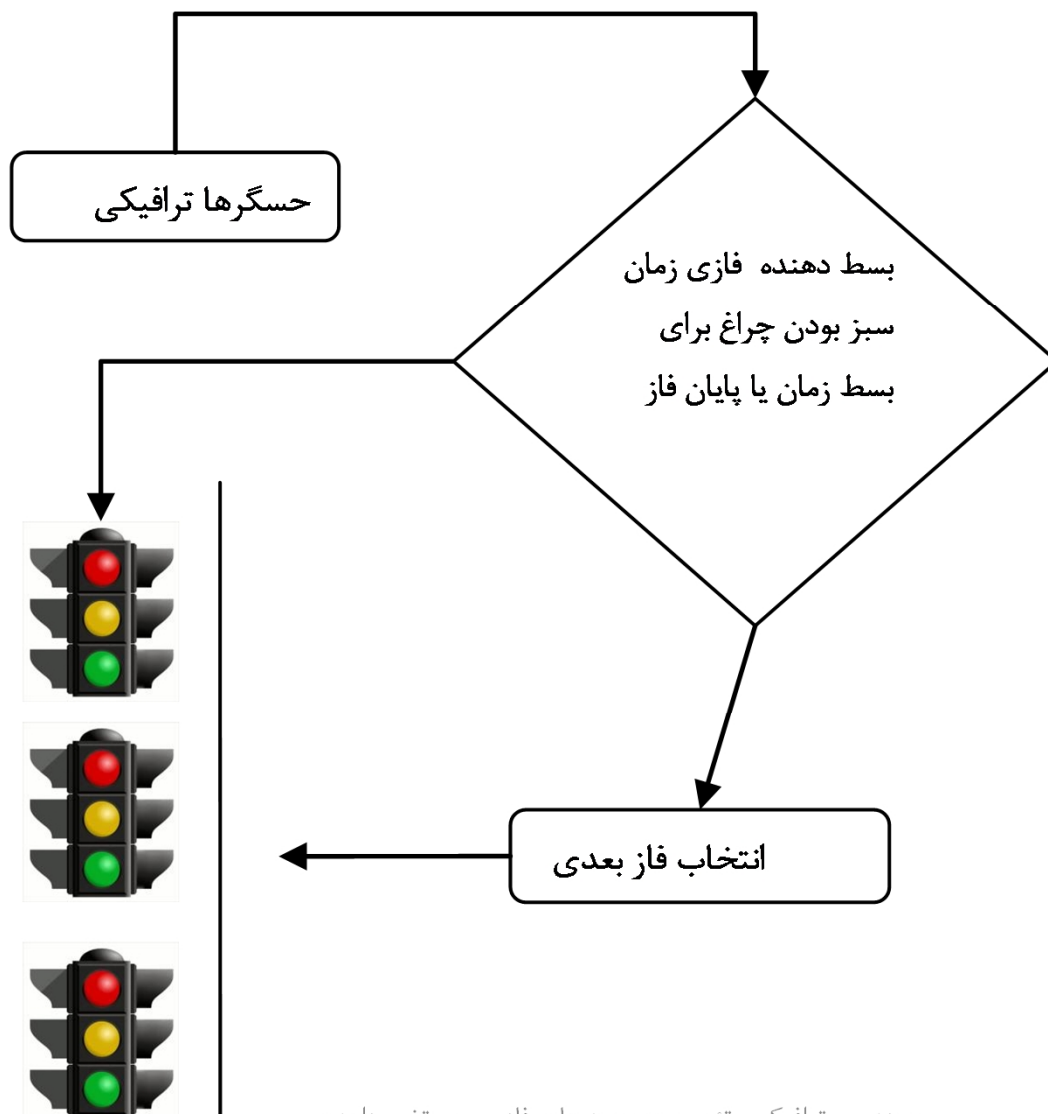 حسگرها ترافیکی
بسط دهنده فازی زمان
سبز بودن چراغ برای
بسط زمان یا پایان فاز
انتخاب فاز بعدی